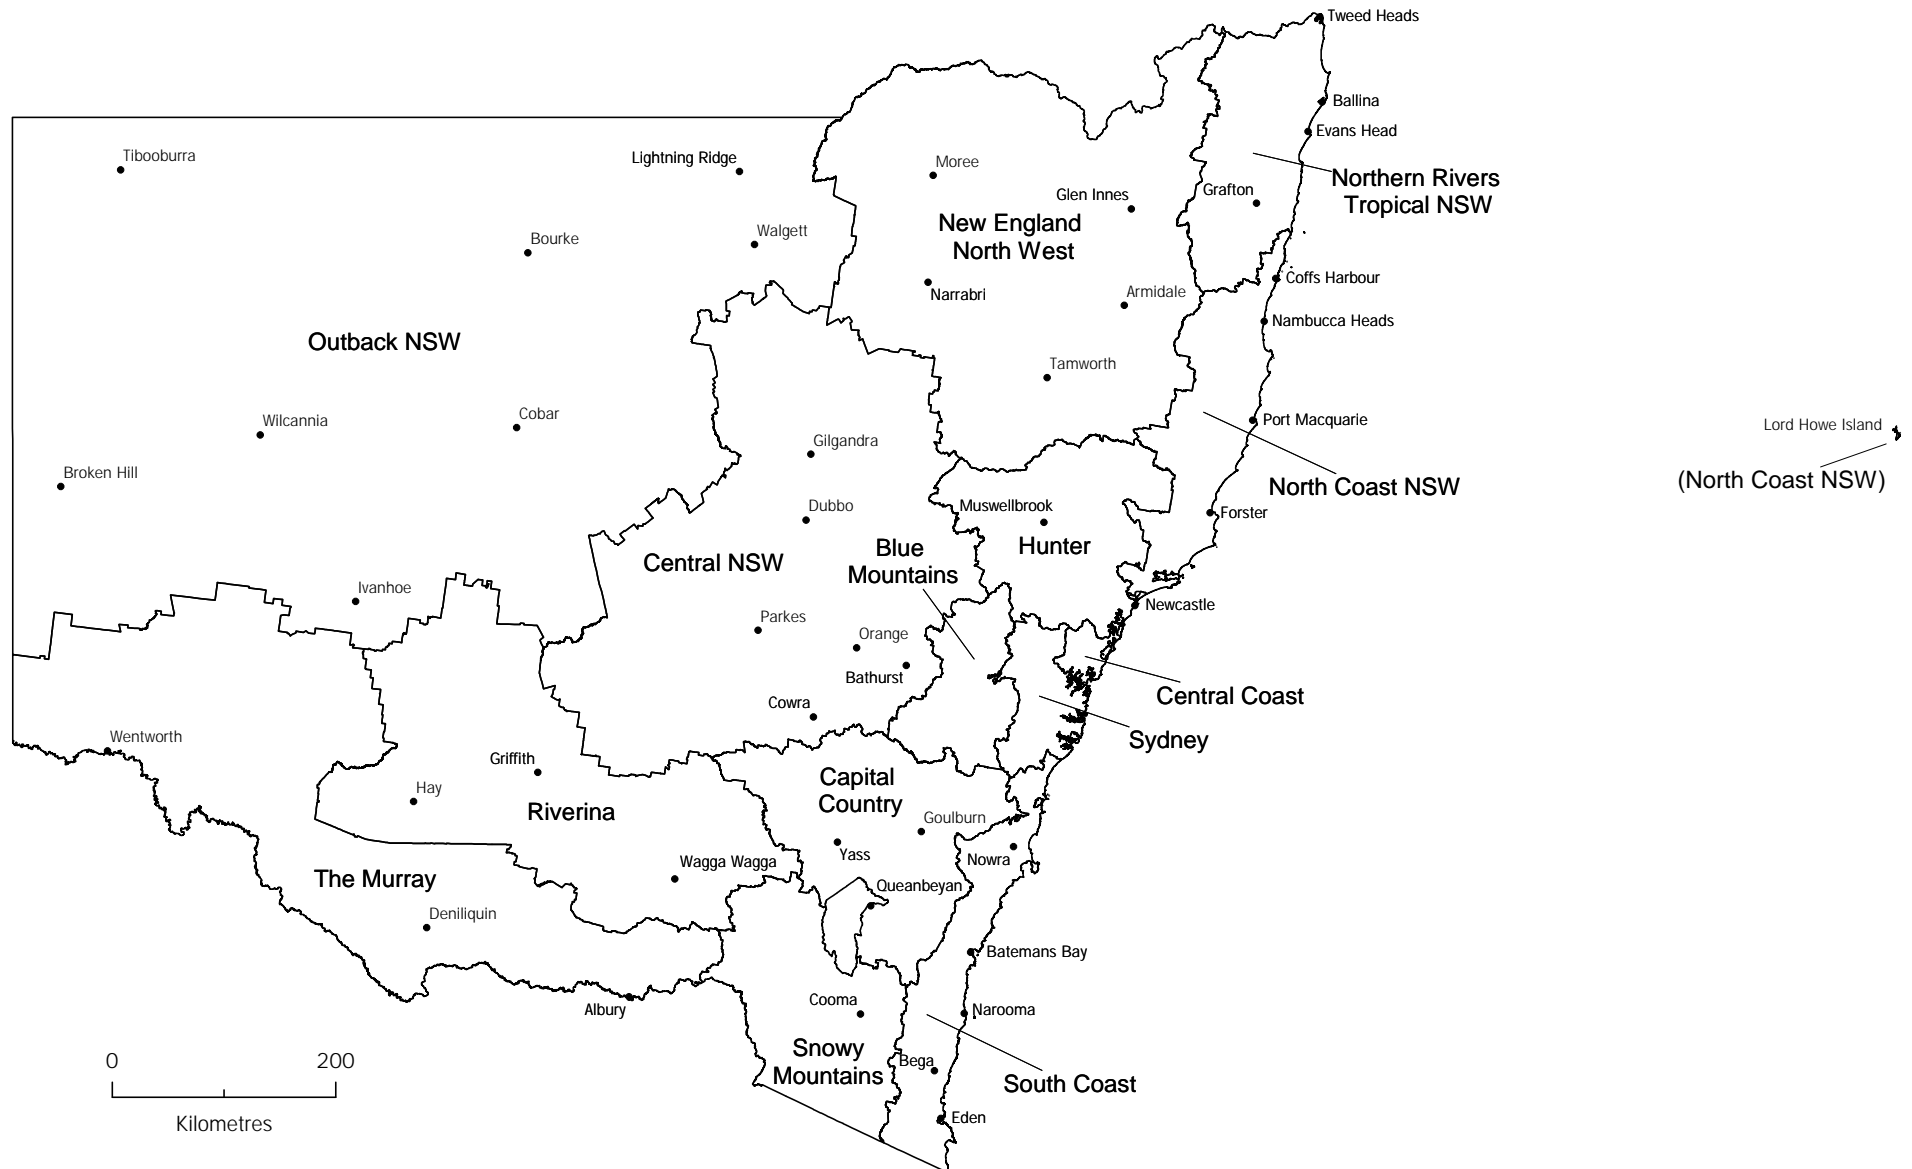 Tweed Heads
Ballina
Evans Head
Tibooburra
Lightning Ridge
Moree
Northern Rivers
Tropical NSW
Glen Innes
Grafton
New England
North West
Bourke
Walgett
Coffs Harbour
Narrabri
Armidale
Nambucca Heads
Outback NSW
Tamworth
Wilcannia
Cobar
Port Macquarie
Lord Howe Island
Gilgandra
Broken Hill
North Coast NSW
(North Coast NSW)
Dubbo
Muswellbrook
Forster
Hunter
Blue
Mountains
Central NSW
Ivanhoe
Newcastle
Parkes
Orange
Bathurst
Central Coast
Cowra
Wentworth
Sydney
Griffith
Capital
Country
Hay
Riverina
Goulburn
Yass
Nowra
Wagga Wagga
The Murray
Queanbeyan
Deniliquin
Batemans Bay
Cooma
Albury
Narooma
Snowy
Mountains
Bega
South Coast
0 200
Eden
Kilometres